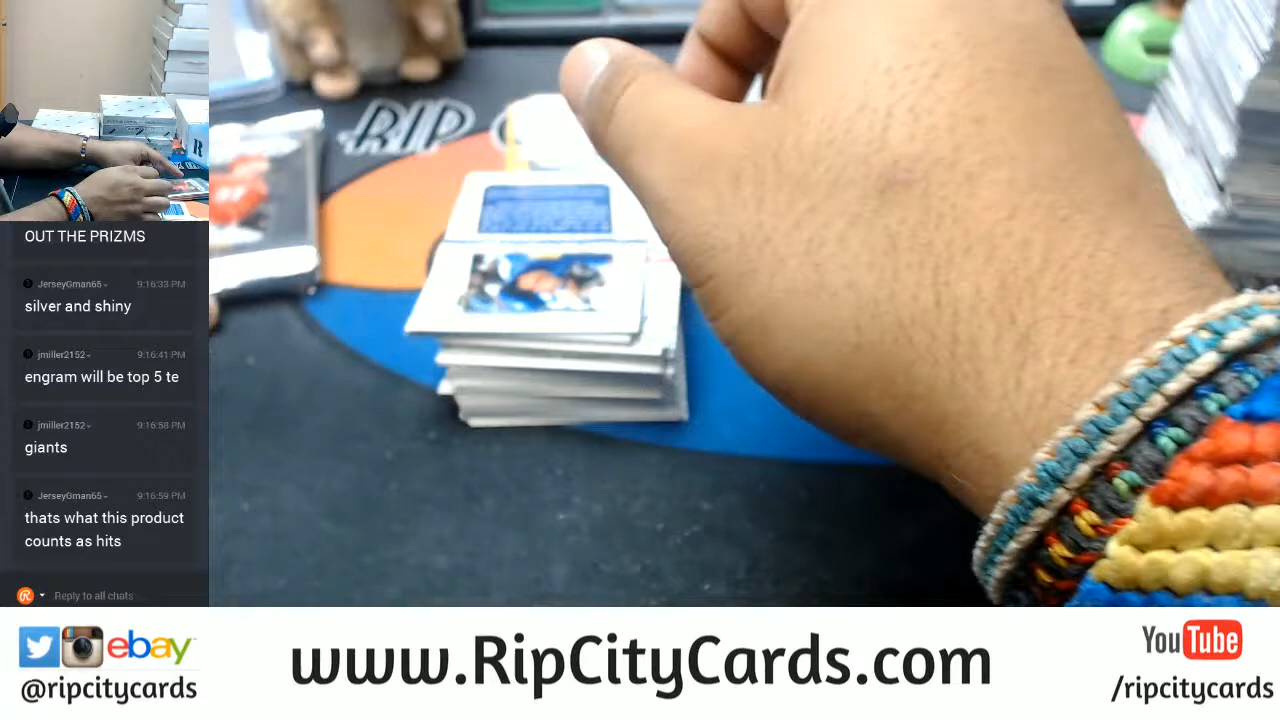 RIP
OUT THE PRIZMS
JerseyGman65 9:16:33 PM
silver and shiny
jmiller2152 9:16:41 PM
engram will be top 5 te
jmiller2152 9:16:58 PM
giants
JerseyGman65 9:16:59 PM
thats what this product
counts as hits
Reply to all chats
ebay
@ripcitycards
www.RipCityCards.com
YouTube
/ripcitycards